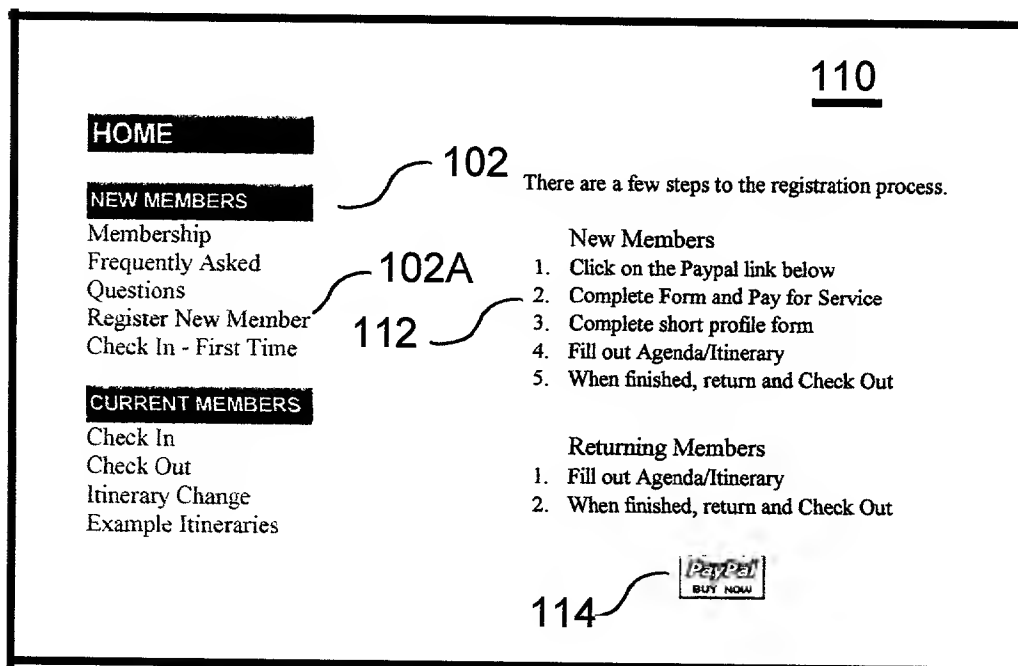 110
HOME
102
NEW MEMBERS
Membership
Frequently Asked
Questions
Register New Member
Check In - First Time
102A
112
CURRENT MEMBERS
Check In
Check Out
Itinerary Change
Example Itineraries
There are a few steps to the registration process.
New Members
1. Click on the Paypal link below
2. Complete Form and Pay for Service
3. Complete short profile form
4. Fill out Agenda/Itinerary
5. When finished, return and Check Out
Returning Members
1. Fill out Agenda/Itinerary
2. When finished, return and Check Out
PayPal
BUY NOW
114